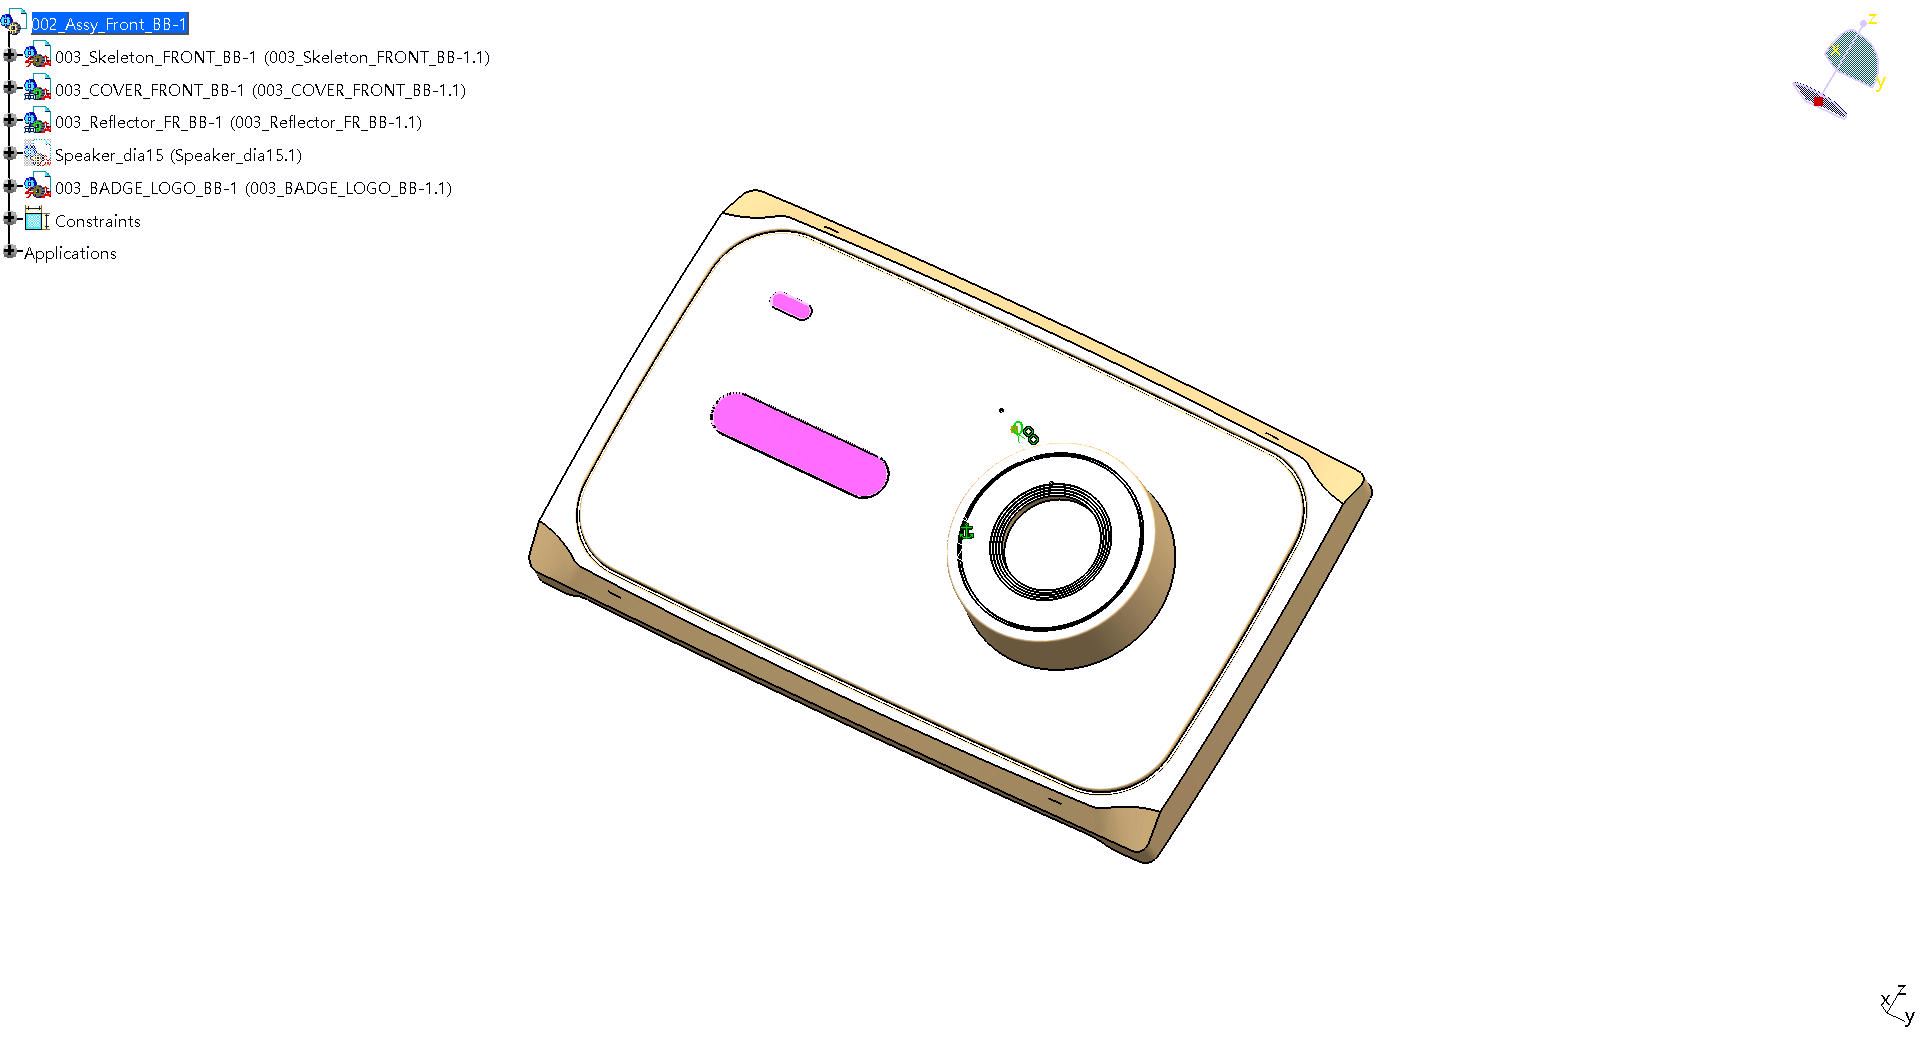 002_Assy_Front_BB-1
003_Skeleton_FRONT_BB-1 (003_Skeleton_FRONT_BB-1.1)
003_COVER_FRONT_BB-1 (003_COVER_FRONT_BB-1.1)
003_Reflector_FR_BB-1 (003_Reflector_FR_BB-1.1)
Speaker_dia15 (Speaker_dia15.1)
003_BADGE_LOGO_BB-1 (003_BADGE_LOGO_BB-1.1)
Constraints
Applications
z
x
y
x z
y